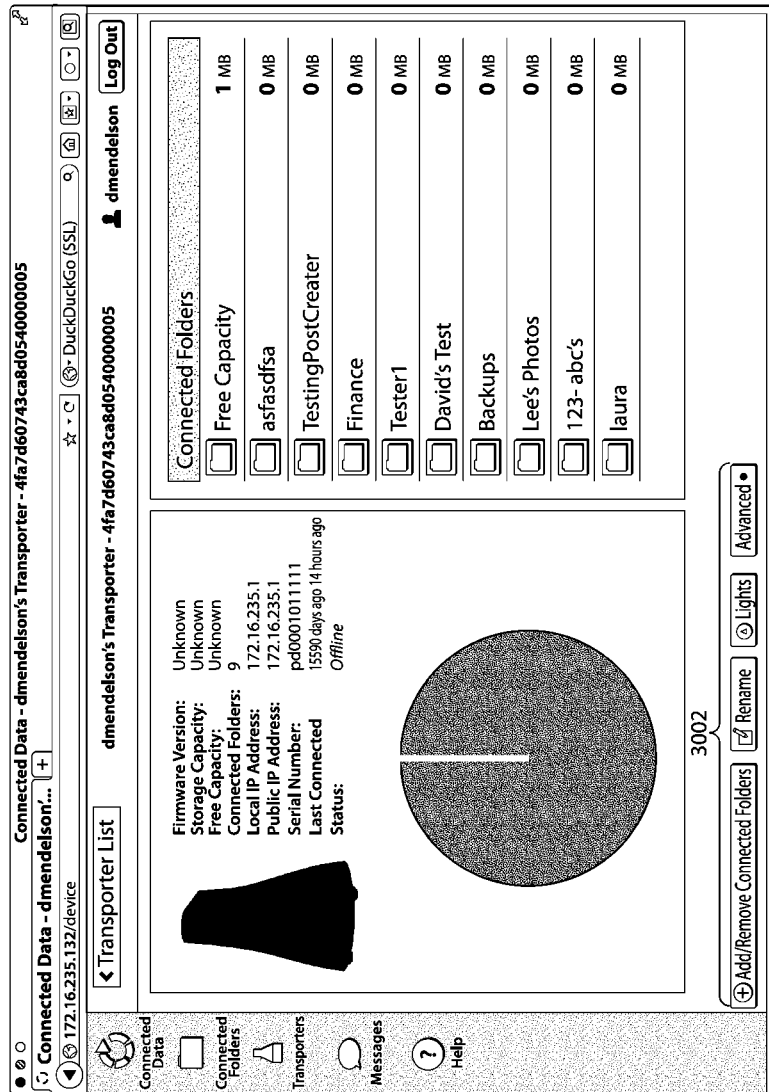 Connected Data - dmendelson's Transporter - 4fa7d60743ca8d0540000005
Connected Data - dmendelson'... +
172.16.235.132/device
DuckDuckGo (SSL)
Transporter List
dmendelson's Transporter - 4fa7d60743ca8d0540000005
dmendelson
Log Out
Connected
Data
Connected
Folders
Transporters
Messages
?
Help
Firmware Version: Unknown
Storage Capacity: Unknown
Free Capacity: Unknown
Connected Folders: 9
Local IP Address: 172.16.235.1
Public IP Address: 172.16.235.1
Serial Number: pd0001011111
Last Connected 15590 days ago 14 hours ago
Status: Offline
Connected Folders
Free Capacity 1 MB
asfasdfsa 0 MB
TestingPostCreater 0 MB
Finance 0 MB
Tester1 0 MB
David's Test 0 MB
Backups 0 MB
Lee's Photos 0 MB
123- abc's 0 MB
laura 0 MB
3002
Add/Remove Connected Folders
Rename
Lights
Advanced